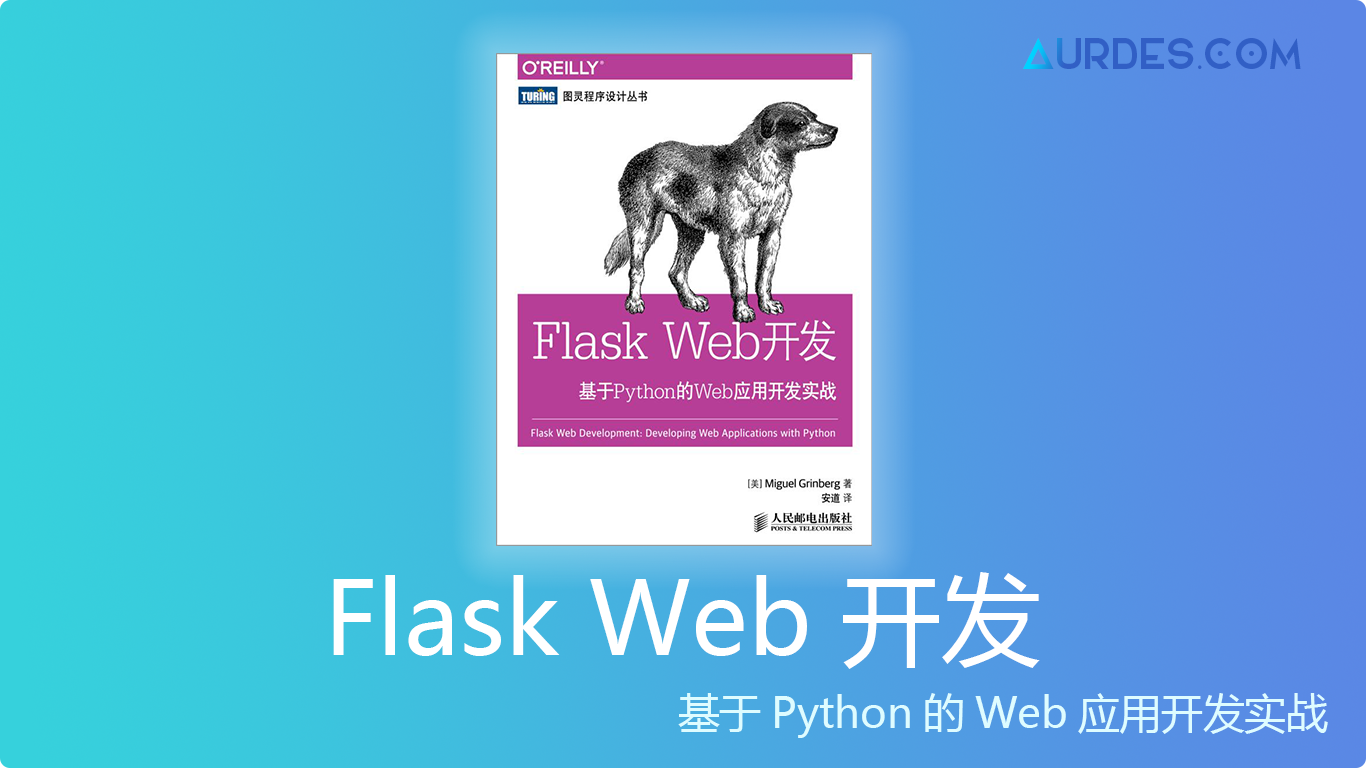 AURDES.COM
O'REILLY®
TURING 图灵程序设计丛书
Flask Web开发
基于Python的Web应用开发实战
Flask Web Development: Developing Web Applications with Python
[美] Miguel Grinberg 著
安道 译
人民邮电出版社
POSTS & TELECOM PRESS
Flask Web 开发
基于 Python 的 Web 应用开发实战